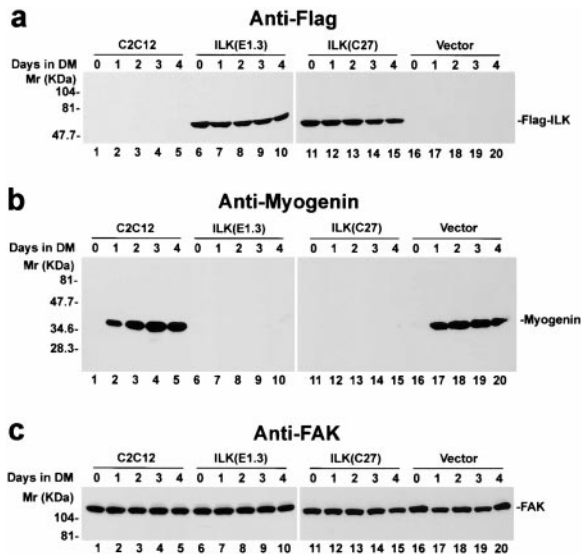 a Anti-Flag
C2C12 ILK(E1.3) ILK(C27) Vector
Days in DM 0 1 2 3 4 0 1 2 3 4 0 1 2 3 4 0 1 2 3 4
Mr (KDa)
104-
81-
-Flag-ILK
47.7-
1 2 3 4 5 6 7 8 9 10 11 12 13 14 15 16 17 18 19 20
b Anti-Myogenin
C2C12 ILK(E1.3) ILK(C27) Vector
Days in DM 0 1 2 3 4 0 1 2 3 4 0 1 2 3 4 0 1 2 3 4
Mr (KDa)
81-
47.7-
-Myogenin
34.6-
28.3-
1 2 3 4 5 6 7 8 9 10 11 12 13 14 15 16 17 18 19 20
c Anti-FAK
C2C12 ILK(E1.3) ILK(C27) Vector
Days in DM 0 1 2 3 4 0 1 2 3 4 0 1 2 3 4 0 1 2 3 4
Mr (KDa)
-FAK
104-
81-
1 2 3 4 5 6 7 8 9 10 11 12 13 14 15 16 17 18 19 20